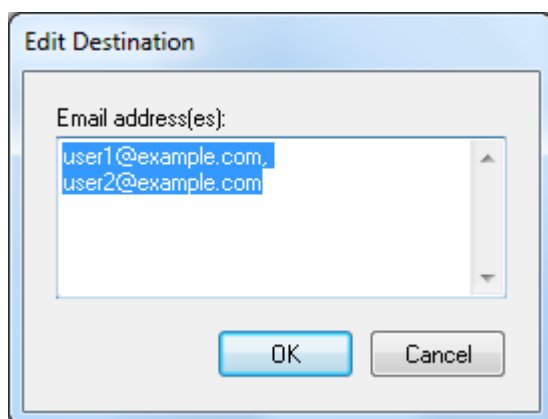 Edit Destination
Email address(es):
user1@example.com,
user2@example.com
OK
Cancel